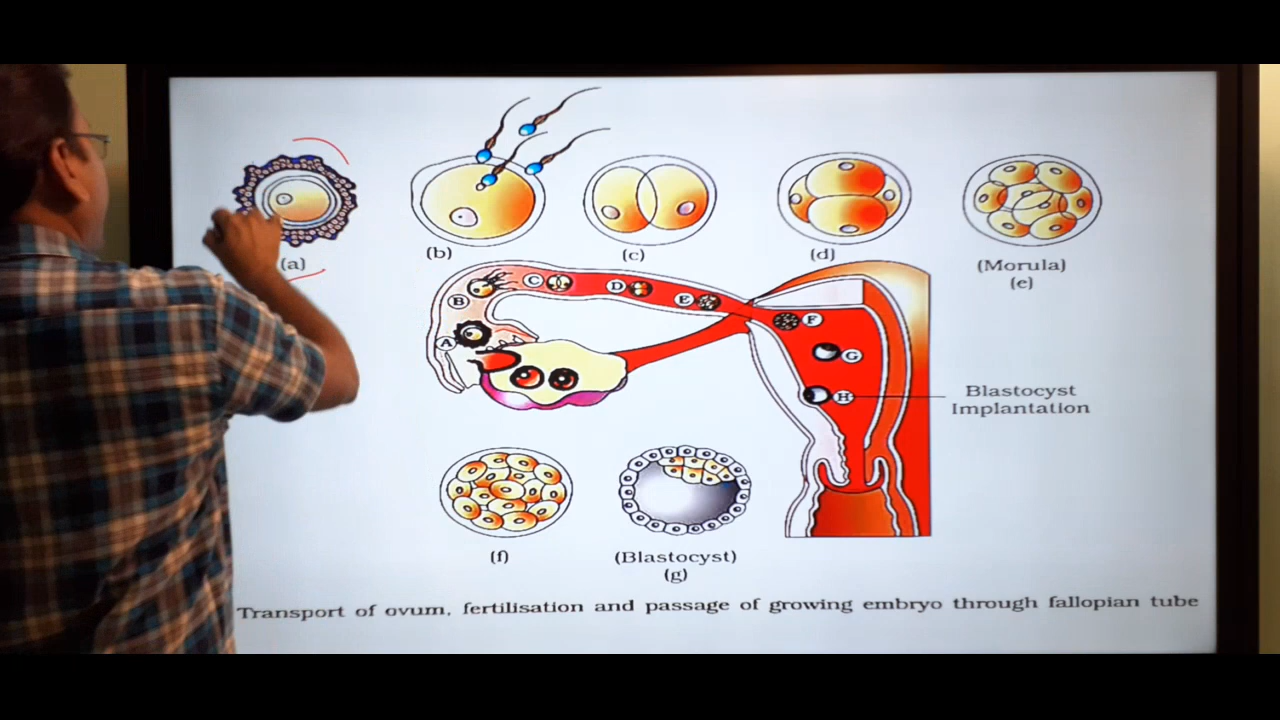 (a)
(b)
(c)
(d)
(Morula)
(e)
A
B
C
D
E
F
G
H
Blastocyst
Implantation
(f)
(Blastocyst)
(g)
Transport of ovum, fertilisation and passage of growing embryo through fallopian tube